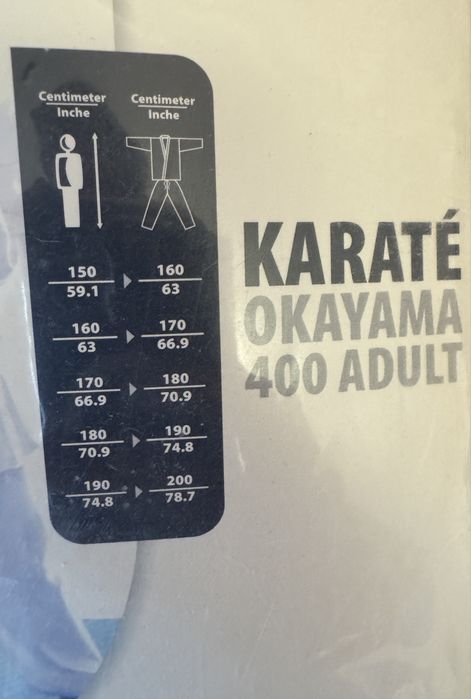 Centimeter Centimeter
Inche Inche
150 160
59.1 63
160 170
63 66.9
170 180
66.9 70.9
180 190
70.9 74.8
190 200
74.8 78.7
KARATÉ
OKAYAMA
400 ADULT